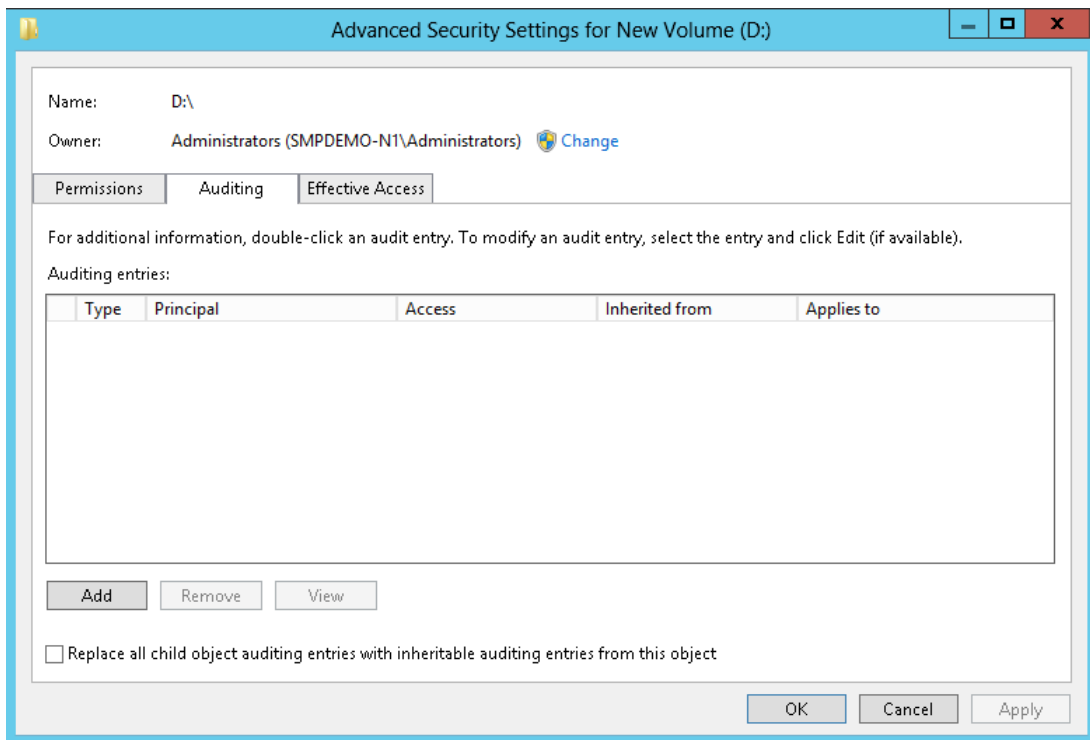 Advanced Security Settings for New Volume (D:)
Name: D:\
Owner: Administrators (SMPDEMO-N1\Administrators) Change
Permissions Auditing Effective Access
For additional information, double-click an audit entry. To modify an audit entry, select the entry and click Edit (if available).
Auditing entries:
Type Principal Access Inherited from Applies to
Add Remove View
Replace all child object auditing entries with inheritable auditing entries from this object
OK Cancel Apply